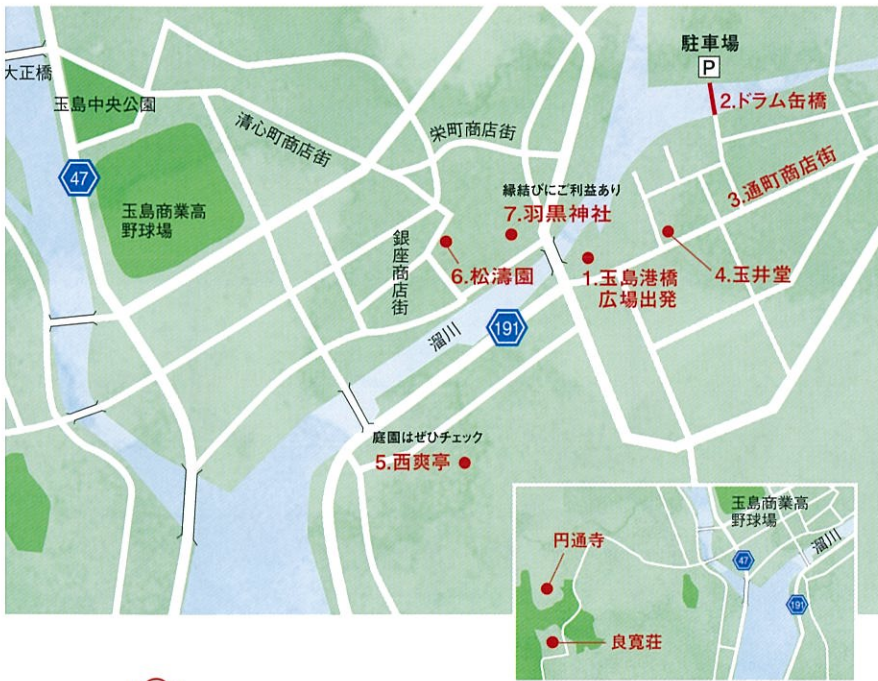 大正橋
玉島中央公園
47
玉島商業高
野球場
清心町商店街
栄町商店街
銀座商店街
縁結びにご利益あり
7.羽黒神社
6.松濤園
1.玉島港橋
広場出発
駐車場
P
2.ドラム缶橋
3.通町商店街
4.玉井堂
溜川
191
庭園はぜひチェック
5.西爽亭
玉島商業高
野球場
溜川
47
191
円通寺
良寛荘